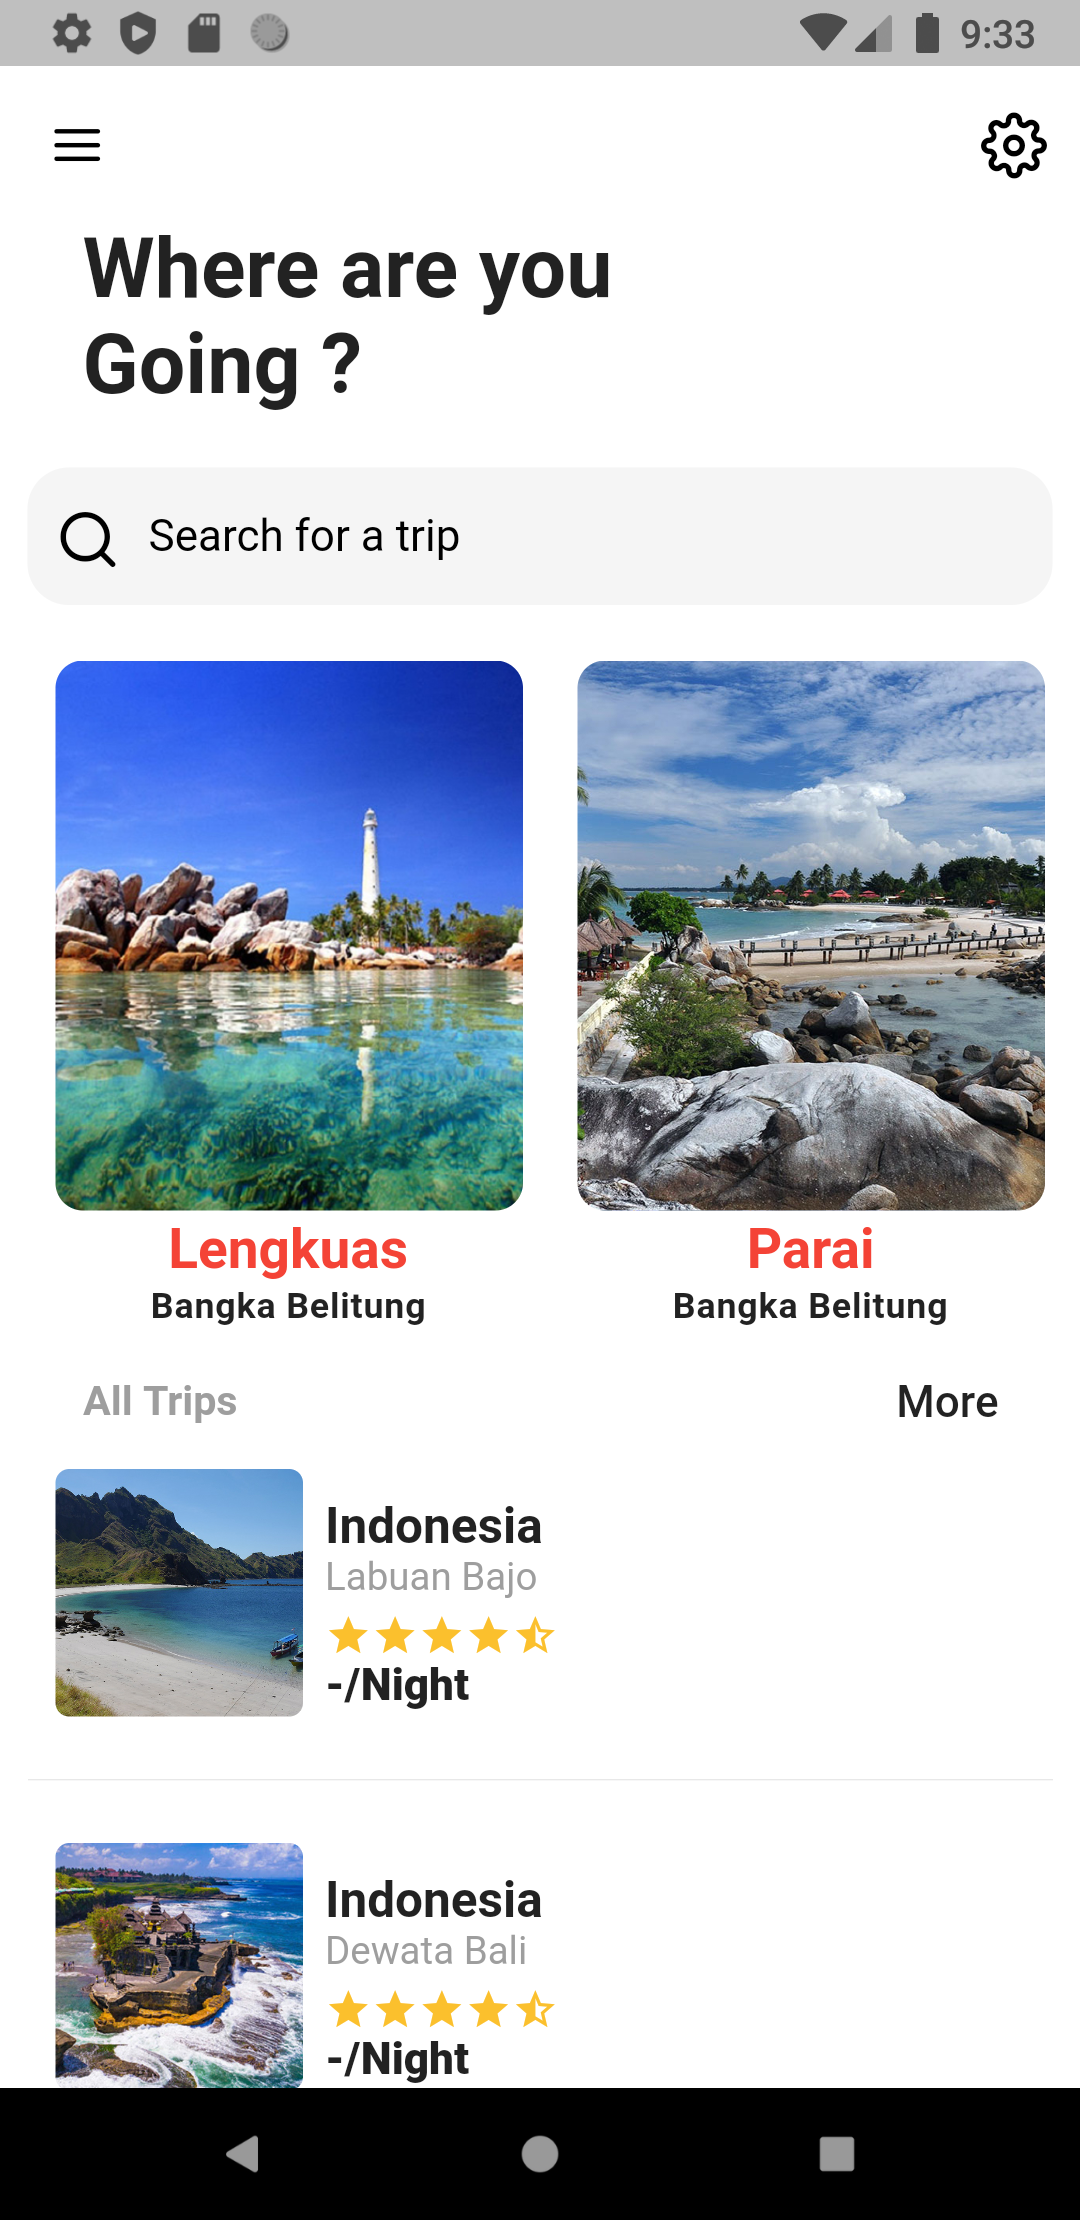 9:33
Where are you
Going ?
Search for a trip
Lengkuas
Bangka Belitung
Parai
Bangka Belitung
All Trips
More
Indonesia
Labuan Bajo
-/Night
Indonesia
Dewata Bali
-/Night